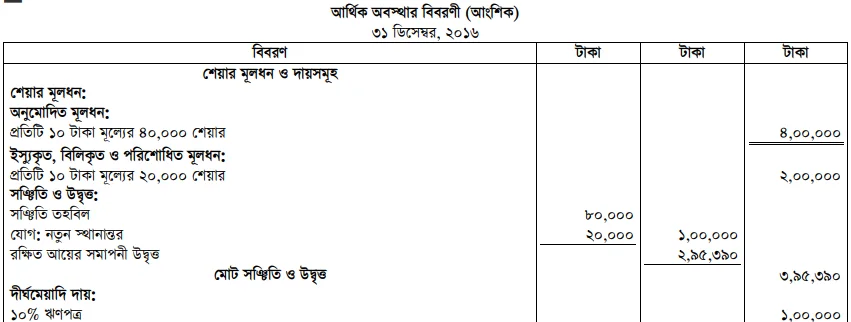 আর্থিক অবস্থার বিবরণী (আংশিক)
৩১ ডিসেম্বর, ২০১৬
বিবরণ টাকা টাকা টাকা
শেয়ার মূলধন ও দায়সমূহ
শেয়ার মূলধন:
অনুমোদিত মূলধন:
প্রতিটি ১০ টাকা মূল্যের ৪০,০০০ শেয়ার ৪,০০,০০০
ইস্যুকৃত, বিলিকৃত ও পরিশোধিত মূলধন:
প্রতিটি ১০ টাকা মূল্যের ২০,০০০ শেয়ার ২,০০,০০০
সঞ্চিতি ও উদ্বৃত্ত:
সঞ্চিতি তহবিল ৮০,০০০
যোগ: নতুন স্থানান্তর ২০,০০০ ১,০০,০০০
রক্ষিত আয়ের সমাপনী উদ্বৃত্ত ২,৯৫,৩৯০
মোট সঞ্চিতি ও উদ্বৃত্ত ৩,৯৫,৩৯০
দীর্ঘমেয়াদি দায়:
১০% ঋণপত্র ১,০০,০০০